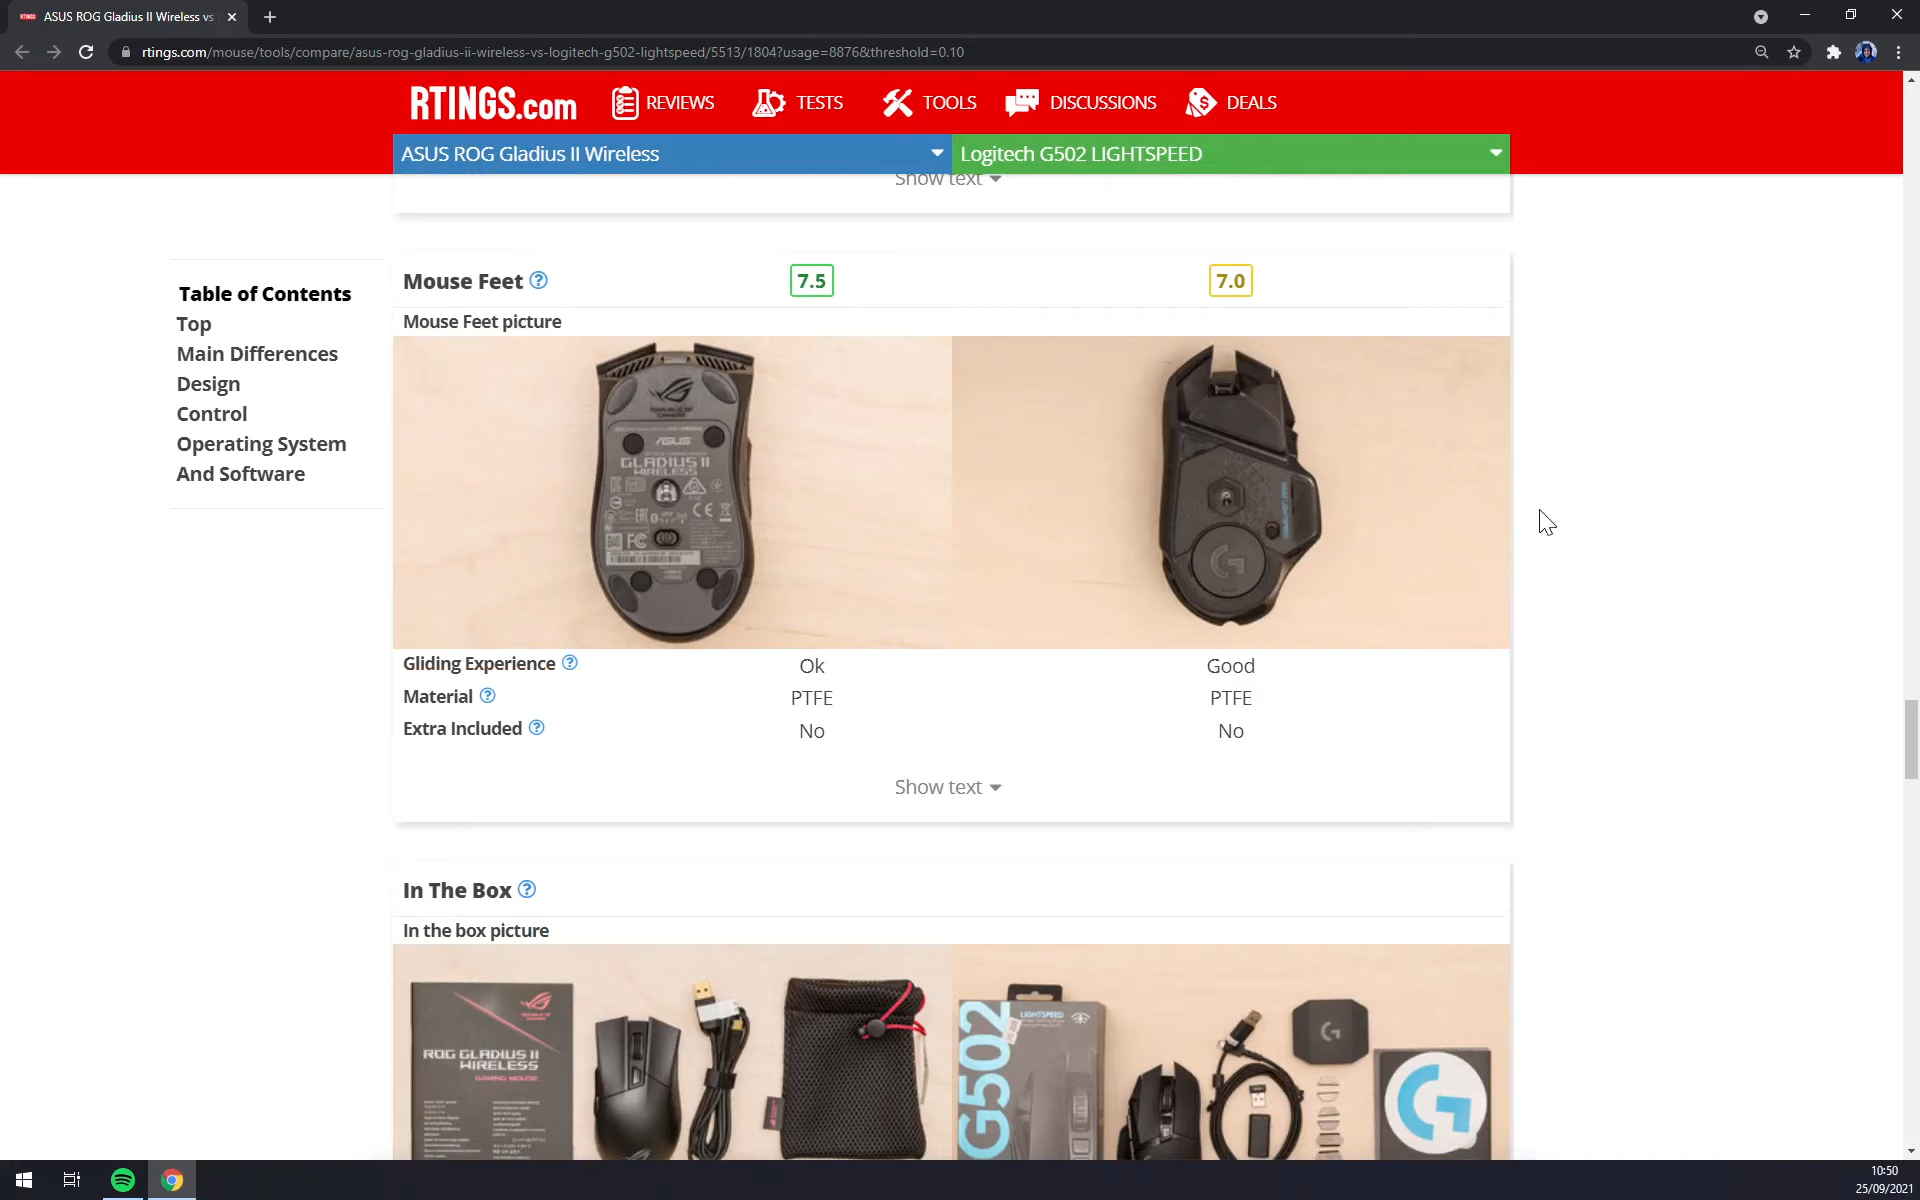 ASUS ROG Gladius II Wireless vs
rtings.com/mouse/tools/compare/asus-rog-gladius-ii-wireless-vs-logitech-g502-lightspeed/5513/1804?usage=8876&threshold=0.10
RTINGS.com REVIEWS TESTS TOOLS DISCUSSIONS DEALS
ASUS ROG Gladius II Wireless Logitech G502 LIGHTSPEED
Show text
Table of Contents
Top
Main Differences
Design
Control
Operating System
And Software
Mouse Feet 7.5 7.0
Mouse Feet picture
ASUS
GLADIUS II
WIRELESS
Gliding Experience Ok Good
Material PTFE PTFE
Extra Included No No
Show text
In The Box
In the box picture
ROG GLADIUS II
WIRELESS
GAMING MOUSE
LIGHTSPEED
G502
10:50
25/09/2021